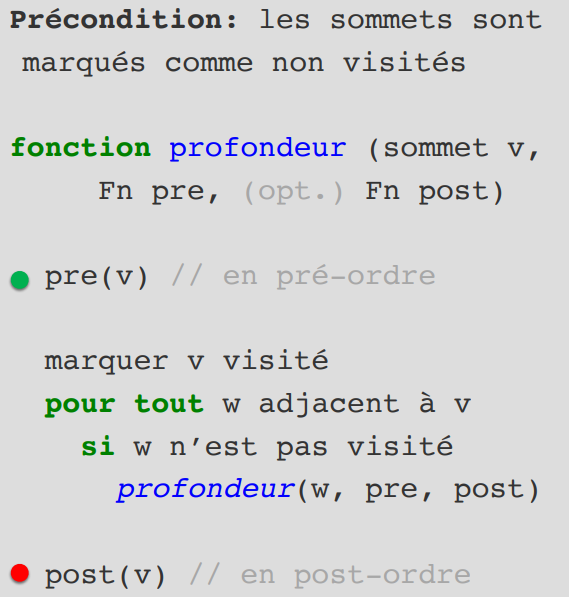 Précondition: les sommets sont
marqués comme non visités
fonction profondeur (sommet v,
Fn pre, (opt.) Fn post)
pre(v) // en pré-ordre
marquer v visité
pour tout w adjacent à v
si w n’est pas visité
profondeur(w, pre, post)
post(v) // en post-ordre